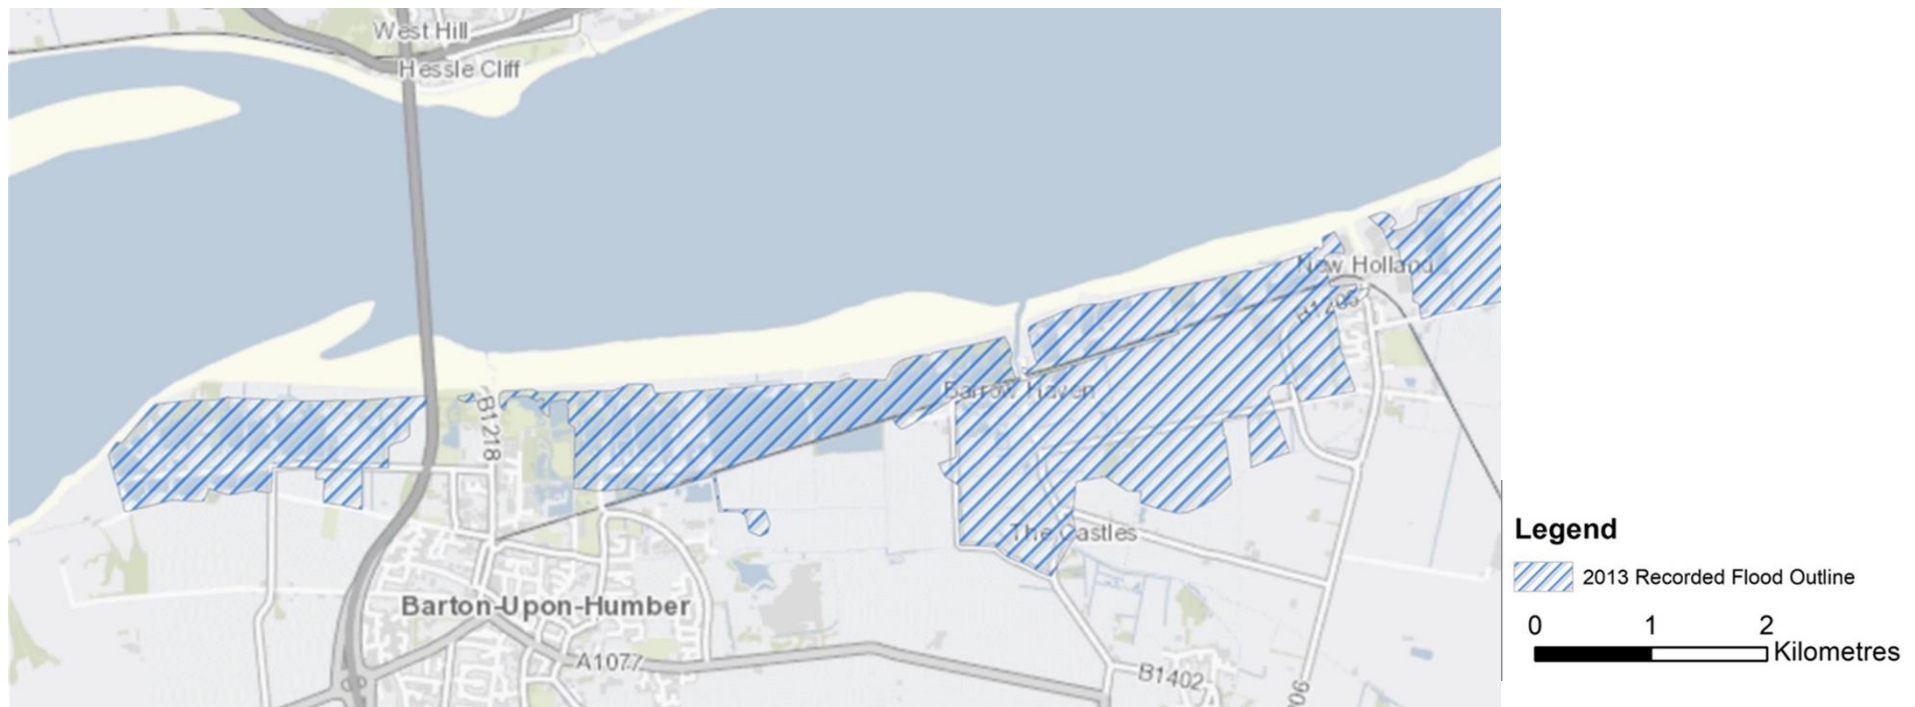 West Hill
Hessle Cliff
New Holland
B1218
Barrow Haven
The Castles
Barton-Upon-Humber
A1077
B1402
Legend
2013 Recorded Flood Outline
0 1 2
Kilometres